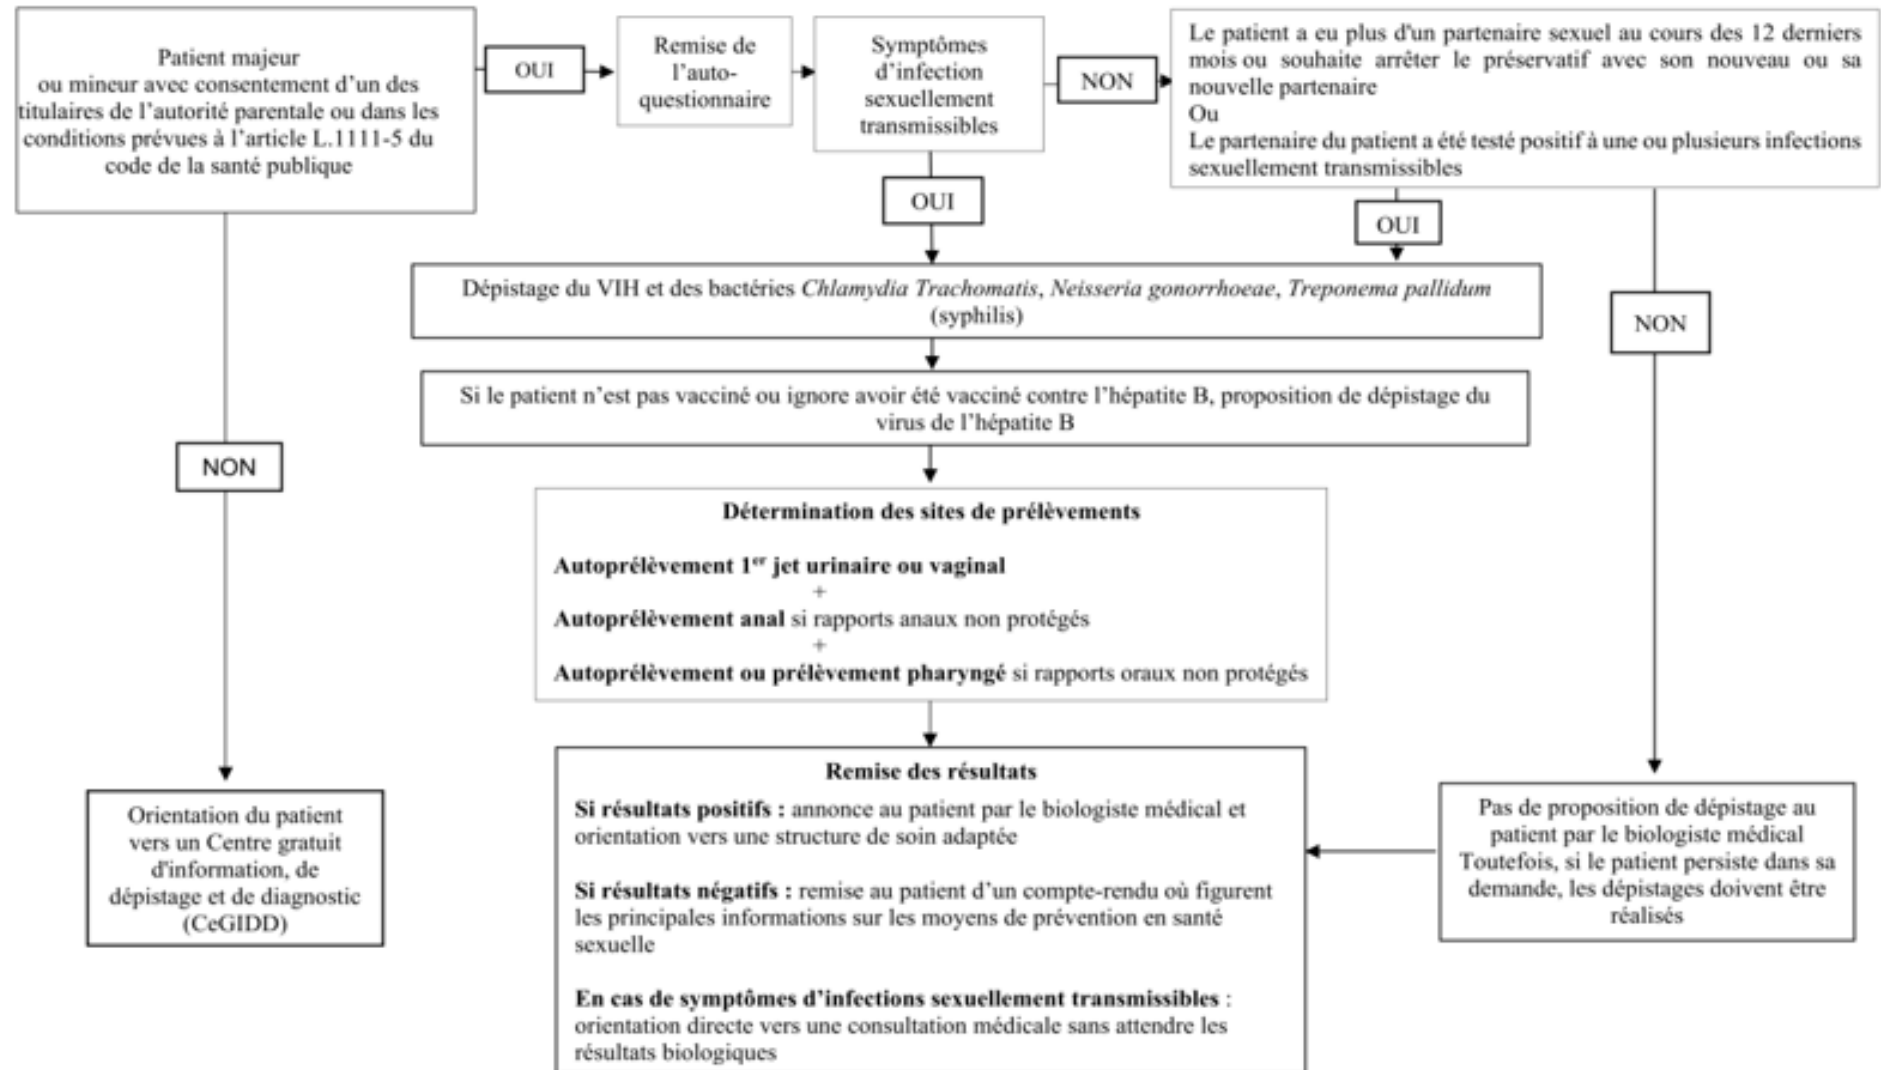 Patient majeur
ou mineur avec consentement d’un des
titulaires de l’autorité parentale ou dans les
conditions prévues à l’article L.1111-5 du
code de la santé publique
OUI
Remise de
l’auto-
questionnaire
Symptômes
d’infection
sexuellement
transmissibles
NON
Le patient a eu plus d'un partenaire sexuel au cours des 12 derniers
mois ou souhaite arrêter le préservatif avec son nouveau ou sa
nouvelle partenaire
Ou
Le partenaire du patient a été testé positif à une ou plusieurs infections
sexuellement transmissibles
OUI
OUI
Dépistage du VIH et des bactéries Chlamydia Trachomatis, Neisseria gonorrhoeae, Treponema pallidum
(syphilis)
NON
Si le patient n’est pas vacciné ou ignore avoir été vacciné contre l’hépatite B, proposition de dépistage du
virus de l’hépatite B
NON
Détermination des sites de prélèvements
Autoprélèvement 1er jet urinaire ou vaginal
+
Autoprélèvement anal si rapports anaux non protégés
+
Autoprélèvement ou prélèvement pharyngé si rapports oraux non protégés
Orientation du patient
vers un Centre gratuit
d'information, de
dépistage et de diagnostic
(CeGIDD)
Remise des résultats
Si résultats positifs : annonce au patient par le biologiste médical et
orientation vers une structure de soin adaptée
Si résultats négatifs : remise au patient d’un compte-rendu où figurent
les principales informations sur les moyens de prévention en santé
sexuelle
En cas de symptômes d’infections sexuellement transmissibles :
orientation directe vers une consultation médicale sans attendre les
résultats biologiques
Pas de proposition de dépistage au
patient par le biologiste médical
Toutefois, si le patient persiste dans sa
demande, les dépistages doivent être
réalisés